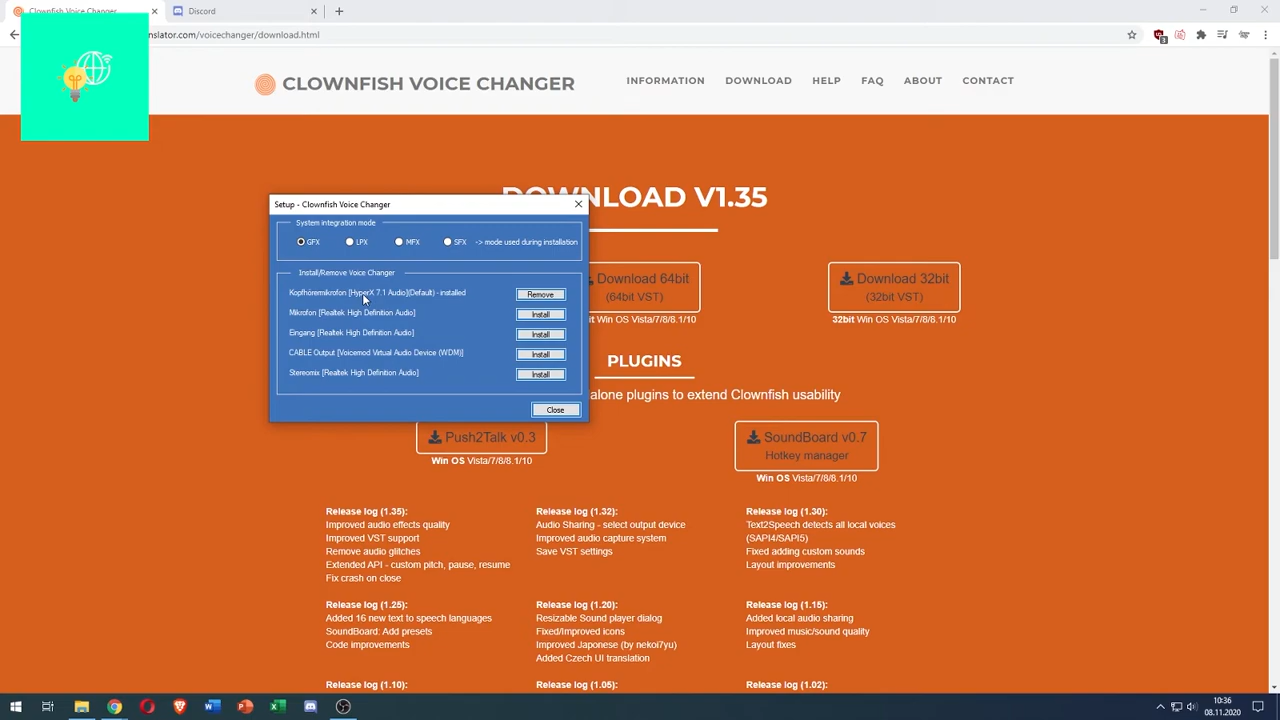 Clownfish Voice Changer
Discord
translator.com/voicechanger/download.html
3
CLOWNFISH VOICE CHANGER
INFORMATION
DOWNLOAD
HELP
FAQ
ABOUT
CONTACT
DOWNLOAD V1.35
Setup - Clownfish Voice Changer
System integration mode
GFX
LPX
MFX
SFX
-> mode used during installation
Install/Remove Voice Changer
Kopfhöremikrofon [HyperX 7.1 Audio](Default) - installed
Remove
Mikrofon [Realtek High Definition Audio]
Install
Eingang [Realtek High Definition Audio]
Install
CABLE Output [Voicemod Virtual Audio Device (WDM)]
Install
Stereomix [Realtek High Definition Audio]
Install
Close
Download 64bit
(64bit VST)
Win OS Vista/7/8/8.1/10
Download 32bit
(32bit VST)
32bit Win OS Vista/7/8/8.1/10
PLUGINS
alone plugins to extend Clownfish usability
Push2Talk v0.3
Win OS Vista/7/8/8.1/10
SoundBoard v0.7
Hotkey manager
Win OS Vista/7/8/8.1/10
Release log (1.35):
Improved audio effects quality
Improved VST support
Remove audio glitches
Extended API - custom pitch, pause, resume
Fix crash on close
Release log (1.32):
Audio Sharing - select output device
Improved audio capture system
Save VST settings
Release log (1.30):
Text2Speech detects all local voices
(SAPI4/SAPI5)
Fixed adding custom sounds
Layout improvements
Release log (1.25):
Added 16 new text to speech languages
SoundBoard: Add presets
Code improvements
Release log (1.20):
Resizable Sound player dialog
Fixed/Improved icons
Improved Japonese (by nekoi7yu)
Added Czech UI translation
Release log (1.15):
Added local audio sharing
Improved music/sound quality
Layout fixes
Release log (1.10):
Release log (1.05):
Release log (1.02):
10:36
08.11.2020